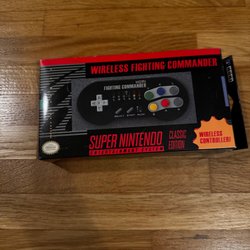 WIRELESS FIGHTING COMMANDER
FIGHTING COMMANDER
SUPER NINTENDO
ENTERTAINMENT SYSTEM
CLASSIC
EDITION
WIRELESS
CONTROLLER!